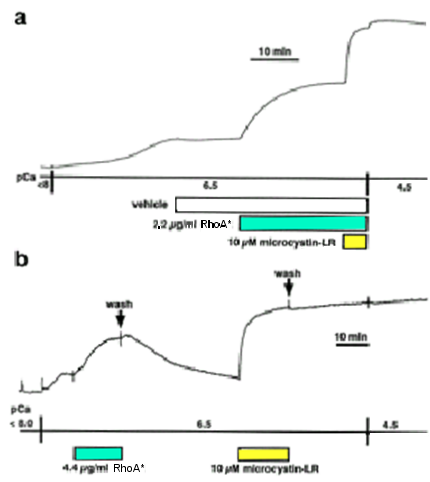 a
10 min
pCa
<8
6.5
4.5
vehicle
2.2 µg/ml RhoA*
10 µM microcystin-LR
b
wash
wash
10 min
pCa
< 8.0
6.5
4.5
4.4 µg/ml RhoA*
10 µM microcystin-LR